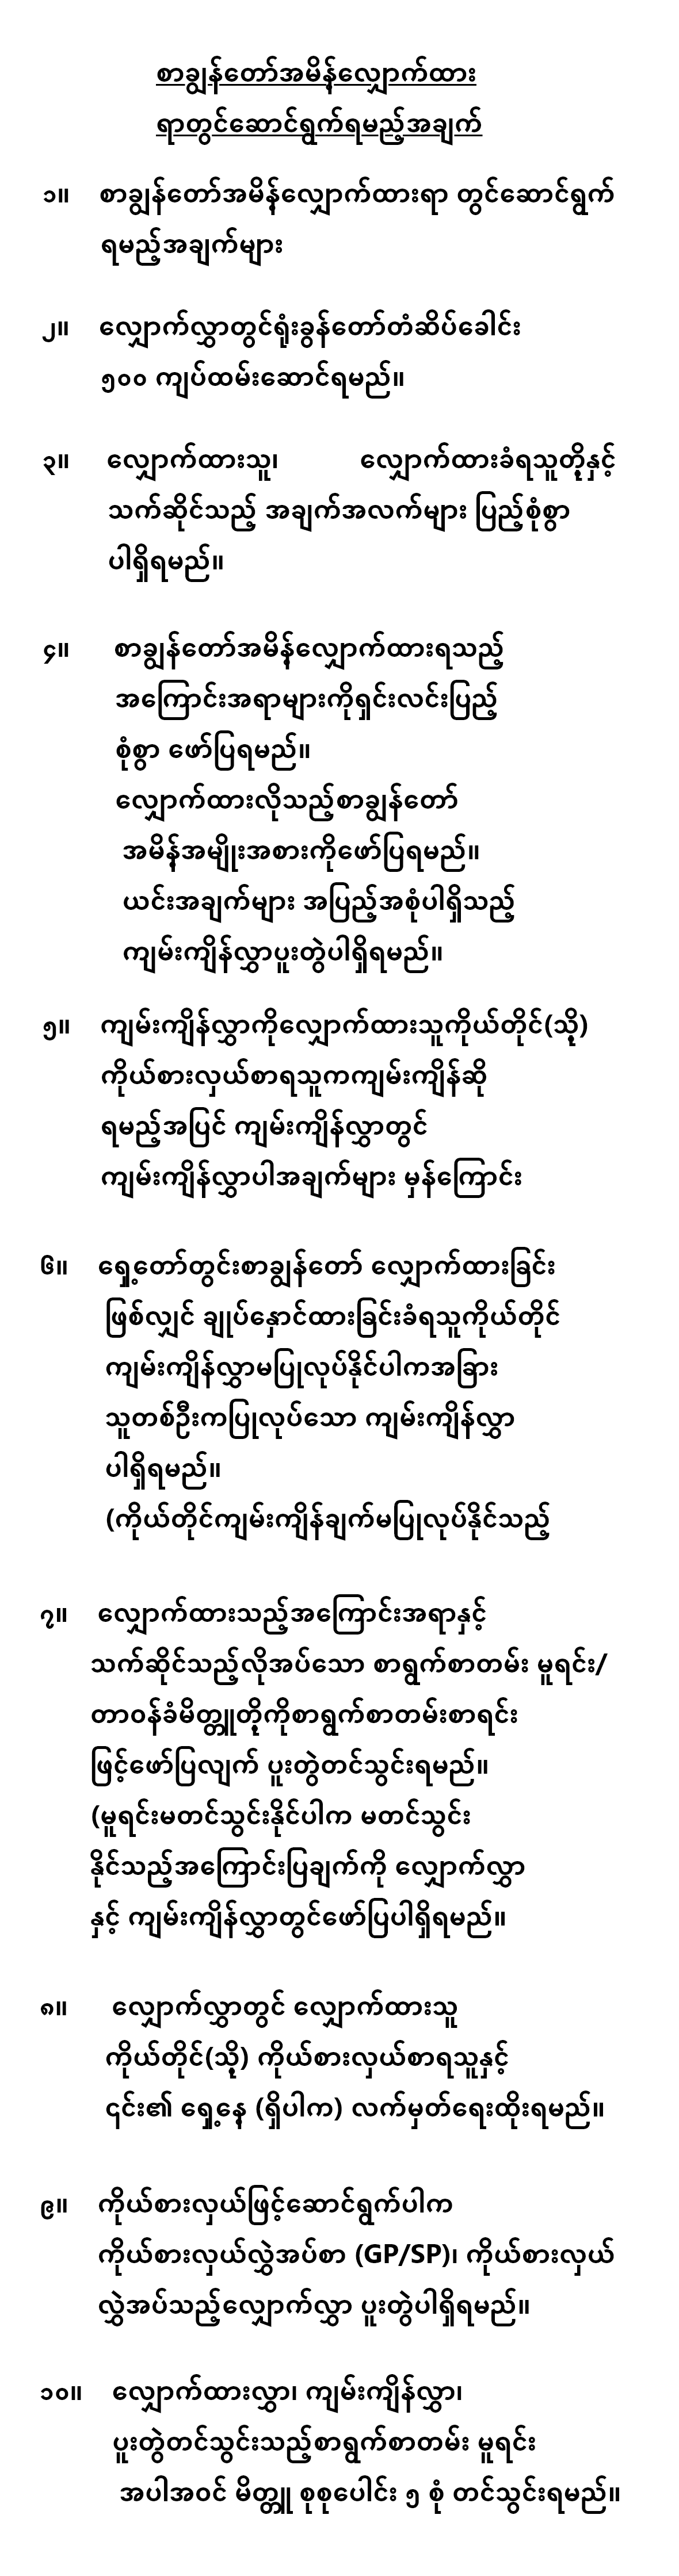 စာချွန်တော်အမိန့်လျှောက်ထား
ရာတွင်ဆောင်ရွက်ရမည့်အချက်
၁။ စာချွန်တော်အမိန့်လျှောက်ထားရာ တွင်ဆောင်ရွက်
ရမည့်အချက်များ
၂။ လျှောက်လွှာတွင်ရုံးခွန်တော်တံဆိပ်ခေါင်း
၅၀၀ ကျပ်ထမ်းဆောင်ရမည်။
၃။ လျှောက်ထားသူ၊ လျှောက်ထားခံရသူတို့နှင့်
သက်ဆိုင်သည့် အချက်အလက်များ ပြည့်စုံစွာ
ပါရှိရမည်။
၄။ စာချွန်တော်အမိန့်လျှောက်ထားရသည့်
အကြောင်းအရာများကိုရှင်းလင်းပြည့်
စုံစွာ ဖော်ပြရမည်။
လျှောက်ထားလိုသည့်စာချွန်တော်
အမိန့်အမျိုးအစားကိုဖော်ပြရမည်။
ယင်းအချက်များ အပြည့်အစုံပါရှိသည့်
ကျမ်းကျိန်လွှာပူးတွဲပါရှိရမည်။
၅။ ကျမ်းကျိန်လွှာကိုလျှောက်ထားသူကိုယ်တိုင်(သို့)
ကိုယ်စားလှယ်စာရသူကကျမ်းကျိန်ဆို
ရမည့်အပြင် ကျမ်းကျိန်လွှာတွင်
ကျမ်းကျိန်လွှာပါအချက်များ မှန်ကြောင်း
၆။ ရှေ့တော်တွင်းစာချွန်တော် လျှောက်ထားခြင်း
ဖြစ်လျှင် ချုပ်နှောင်ထားခြင်းခံရသူကိုယ်တိုင်
ကျမ်းကျိန်လွှာမပြုလုပ်နိုင်ပါကအခြား
သူတစ်ဦးကပြုလုပ်သော ကျမ်းကျိန်လွှာ
ပါရှိရမည်။
(ကိုယ်တိုင်ကျမ်းကျိန်ချက်မပြုလုပ်နိုင်သည့်
၇။ လျှောက်ထားသည့်အကြောင်းအရာနှင့်
သက်ဆိုင်သည့်လိုအပ်သော စာရွက်စာတမ်း မူရင်း/
တာဝန်ခံမိတ္တူတို့ကိုစာရွက်စာတမ်းစာရင်း
ဖြင့်ဖော်ပြလျက် ပူးတွဲတင်သွင်းရမည်။
(မူရင်းမတင်သွင်းနိုင်ပါက မတင်သွင်း
နိုင်သည့်အကြောင်းပြချက်ကို လျှောက်လွှာ
နှင့် ကျမ်းကျိန်လွှာတွင်ဖော်ပြပါရှိရမည်။
၈။ လျှောက်လွှာတွင် လျှောက်ထားသူ
ကိုယ်တိုင်(သို့) ကိုယ်စားလှယ်စာရသူနှင့်
၎င်း၏ ရှေ့နေ့ (ရှိပါက) လက်မှတ်ရေးထိုးရမည်။
၉။ ကိုယ်စားလှယ်ဖြင့်ဆောင်ရွက်ပါက
ကိုယ်စားလှယ်လွှဲအပ်စာ (GP/SP)၊ ကိုယ်စားလှယ်
လွှဲအပ်သည့်လျှောက်လွှာ ပူးတွဲပါရှိရမည်။
၁၀။ လျှောက်ထားလွှာ၊ ကျမ်းကျိန်လွှာ၊
ပူးတွဲတင်သွင်းသည့်စာရွက်စာတမ်း မူရင်း
အပါအဝင် မိတ္တူ စုစုပေါင်း ၅ စုံ တင်သွင်းရမည်။